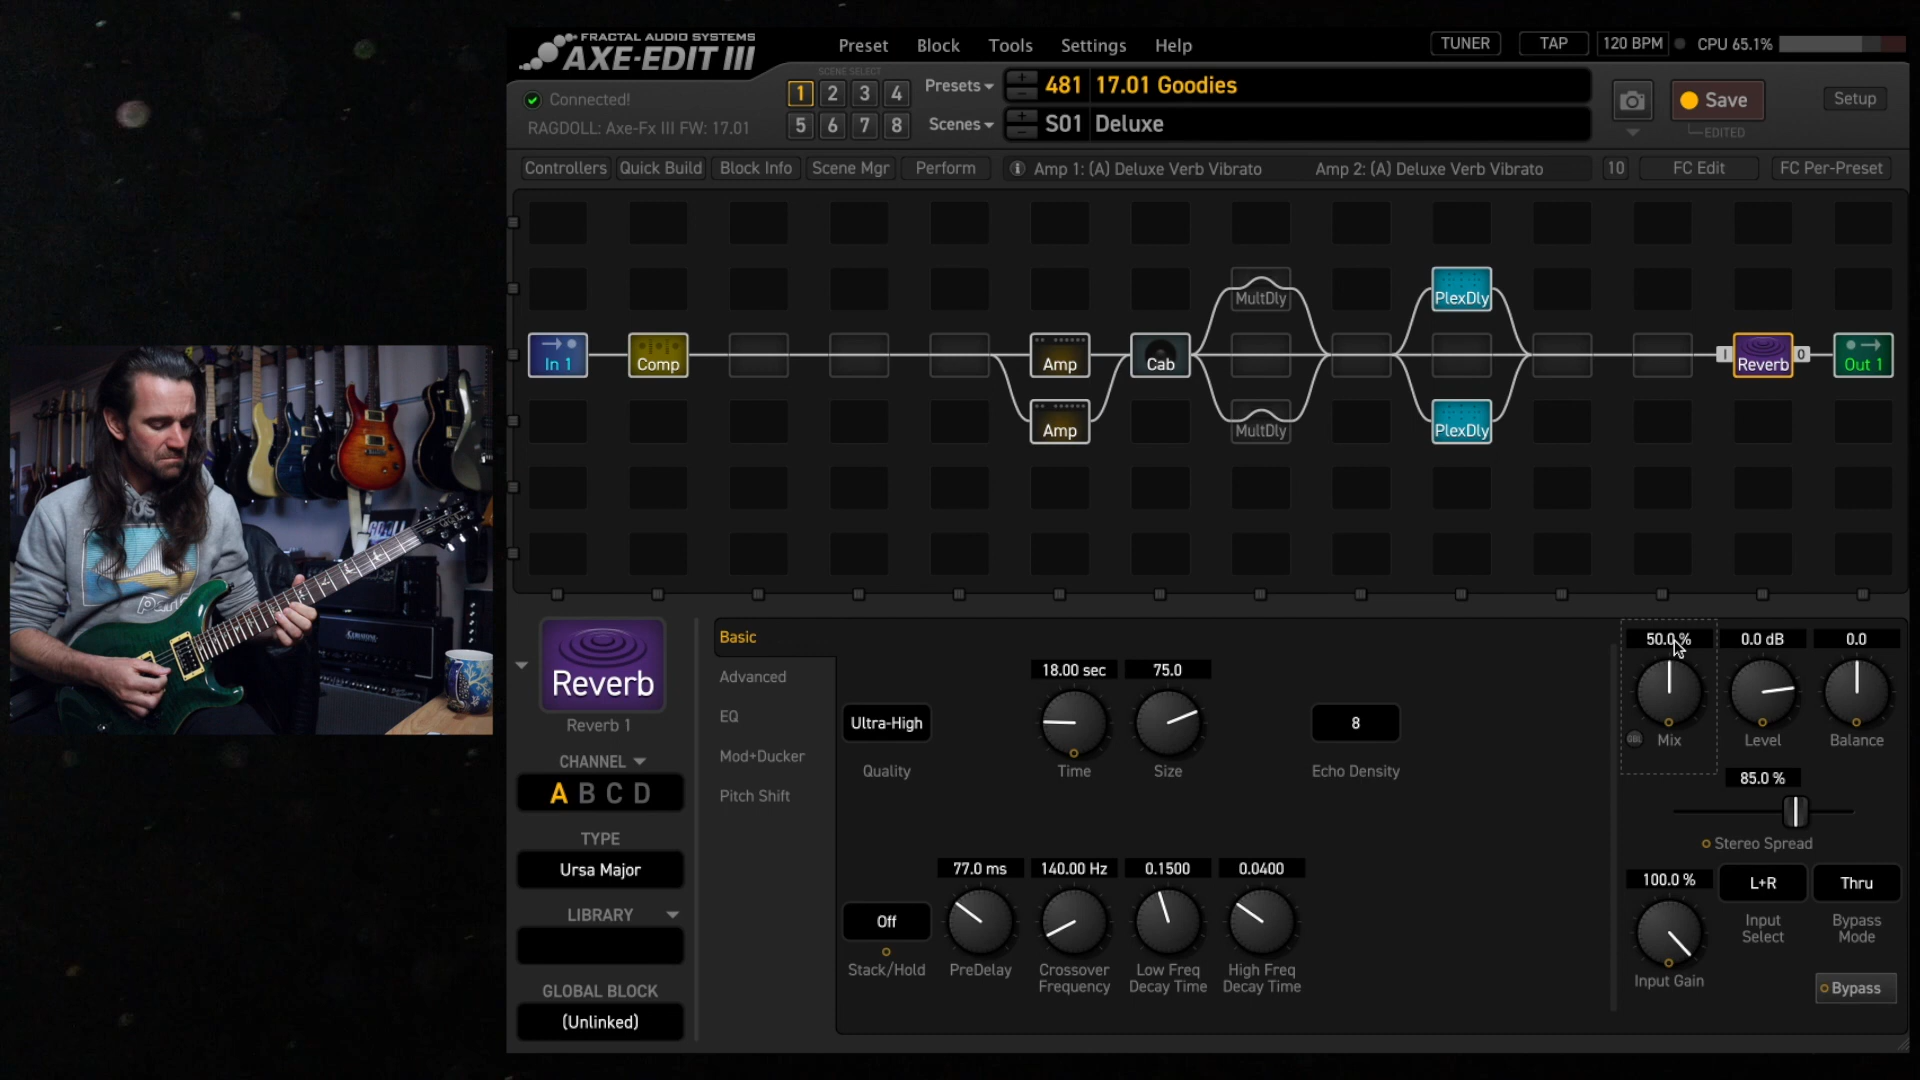 FRACTAL AUDIO SYSTEMS
AXE-EDIT III
Preset Block Tools Settings Help
TUNER TAP 120 BPM CPU 65.1%
Connected!
RAGDOLL: Axe-Fx III FW: 17.01
SCENE SELECT
1 2 3 4
5 6 7 8
Presets 481 17.01 Goodies
Scenes S01 Deluxe
Save
EDITED
Setup
Controllers Quick Build Block Info Scene Mgr Perform
Amp 1: (A) Deluxe Verb Vibrato Amp 2: (A) Deluxe Verb Vibrato
10 FC Edit FC Per-Preset
MultDly PlexDly
In 1 Comp Amp Cab I Reverb O Out 1
Amp MultDly PlexDly
Reverb
Reverb 1
CHANNEL
A B C D
TYPE
Ursa Major
LIBRARY
GLOBAL BLOCK
(Unlinked)
Basic
Advanced
EQ
Mod+Ducker
Pitch Shift
18.00 sec 75.0
Ultra-High 8
Quality Time Size Echo Density
77.0 ms 140.00 Hz 0.1500 0.0400
Off
Stack/Hold PreDelay Crossover Frequency Low Freq Decay Time High Freq Decay Time
50.0 % 0.0 dB 0.0
GBL Mix Level Balance
85.0 %
Stereo Spread
100.0 % L+R Thru
Input Gain Input Select Bypass Mode
Bypass